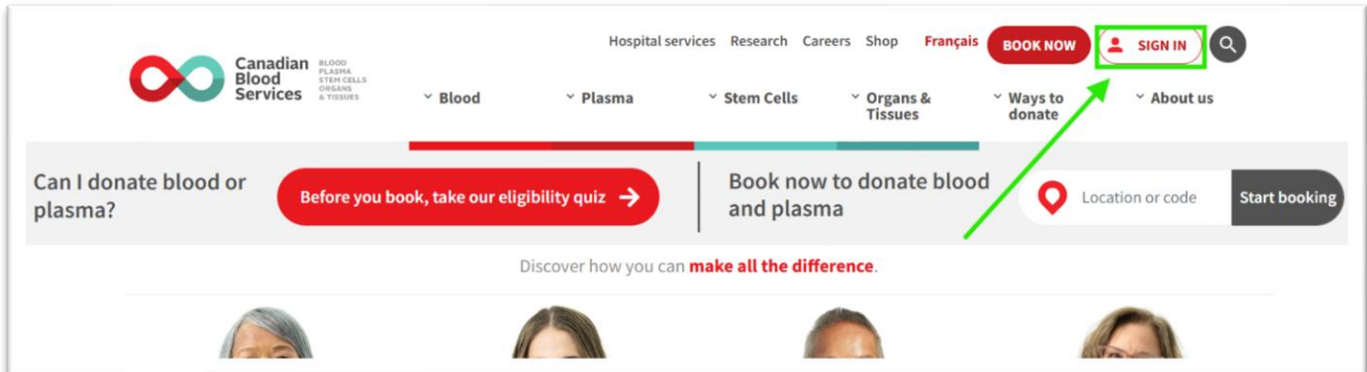 Hospital services Research Careers Shop Français BOOK NOW SIGN IN
Canadian
Blood
Services
BLOOD
PLASMA
STEM CELLS
ORGANS
& TISSUES
Blood Plasma Stem Cells Organs &
Tissues
Ways to
donate
About us
Can I donate blood or
plasma?
Before you book, take our eligibility quiz →
Book now to donate blood
and plasma
Location or code
Start booking
Discover how you can make all the difference.